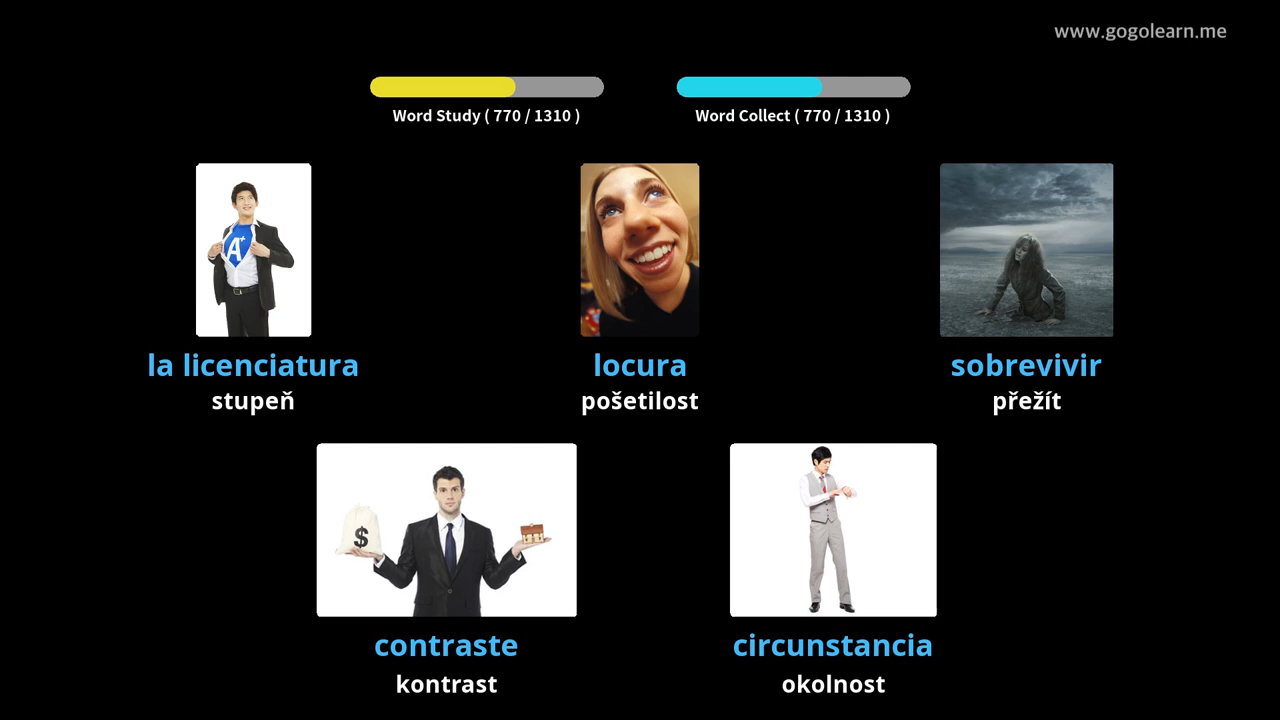 www.gogolearn.me
Word Study ( 770 / 1310 )
Word Collect ( 770 / 1310 )
A+
la licenciatura
stupeň
locura
pošetilost
sobrevivir
přežít
$
contraste
kontrast
circunstancia
okolnost